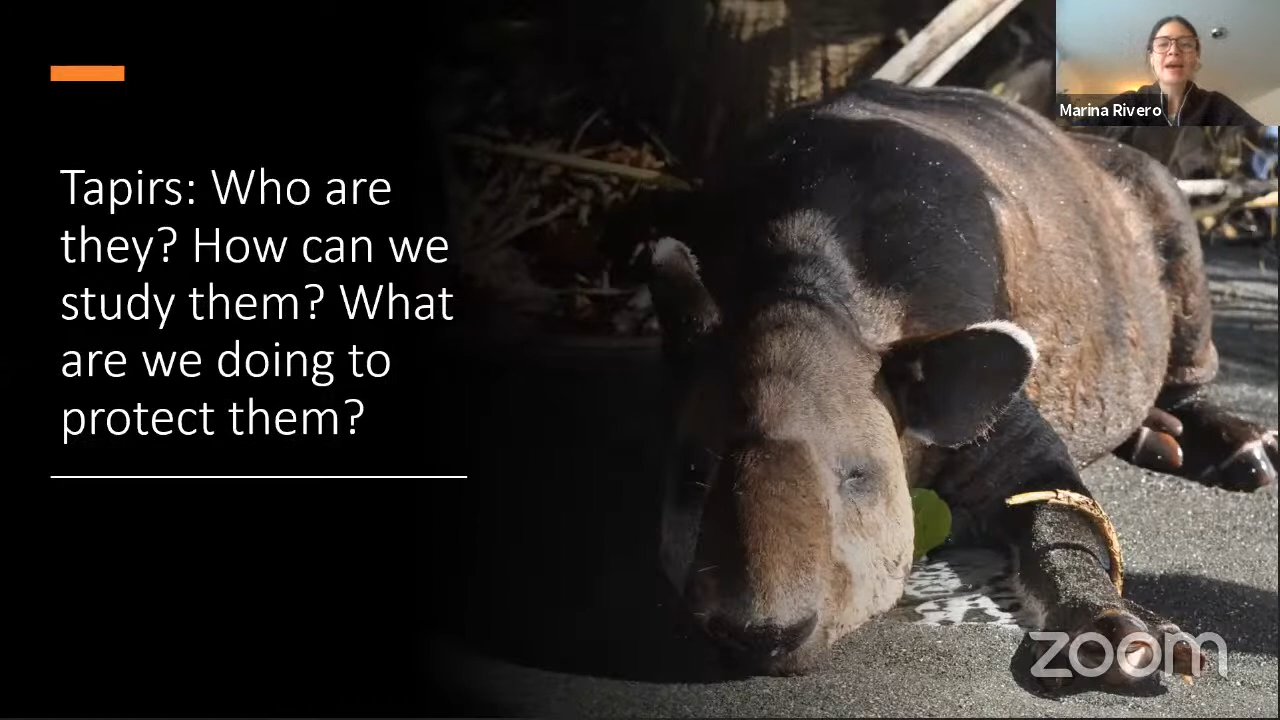 Marina Rivero
Tapirs: Who are
they? How can we
study them? What
are we doing to
protect them?
zoom